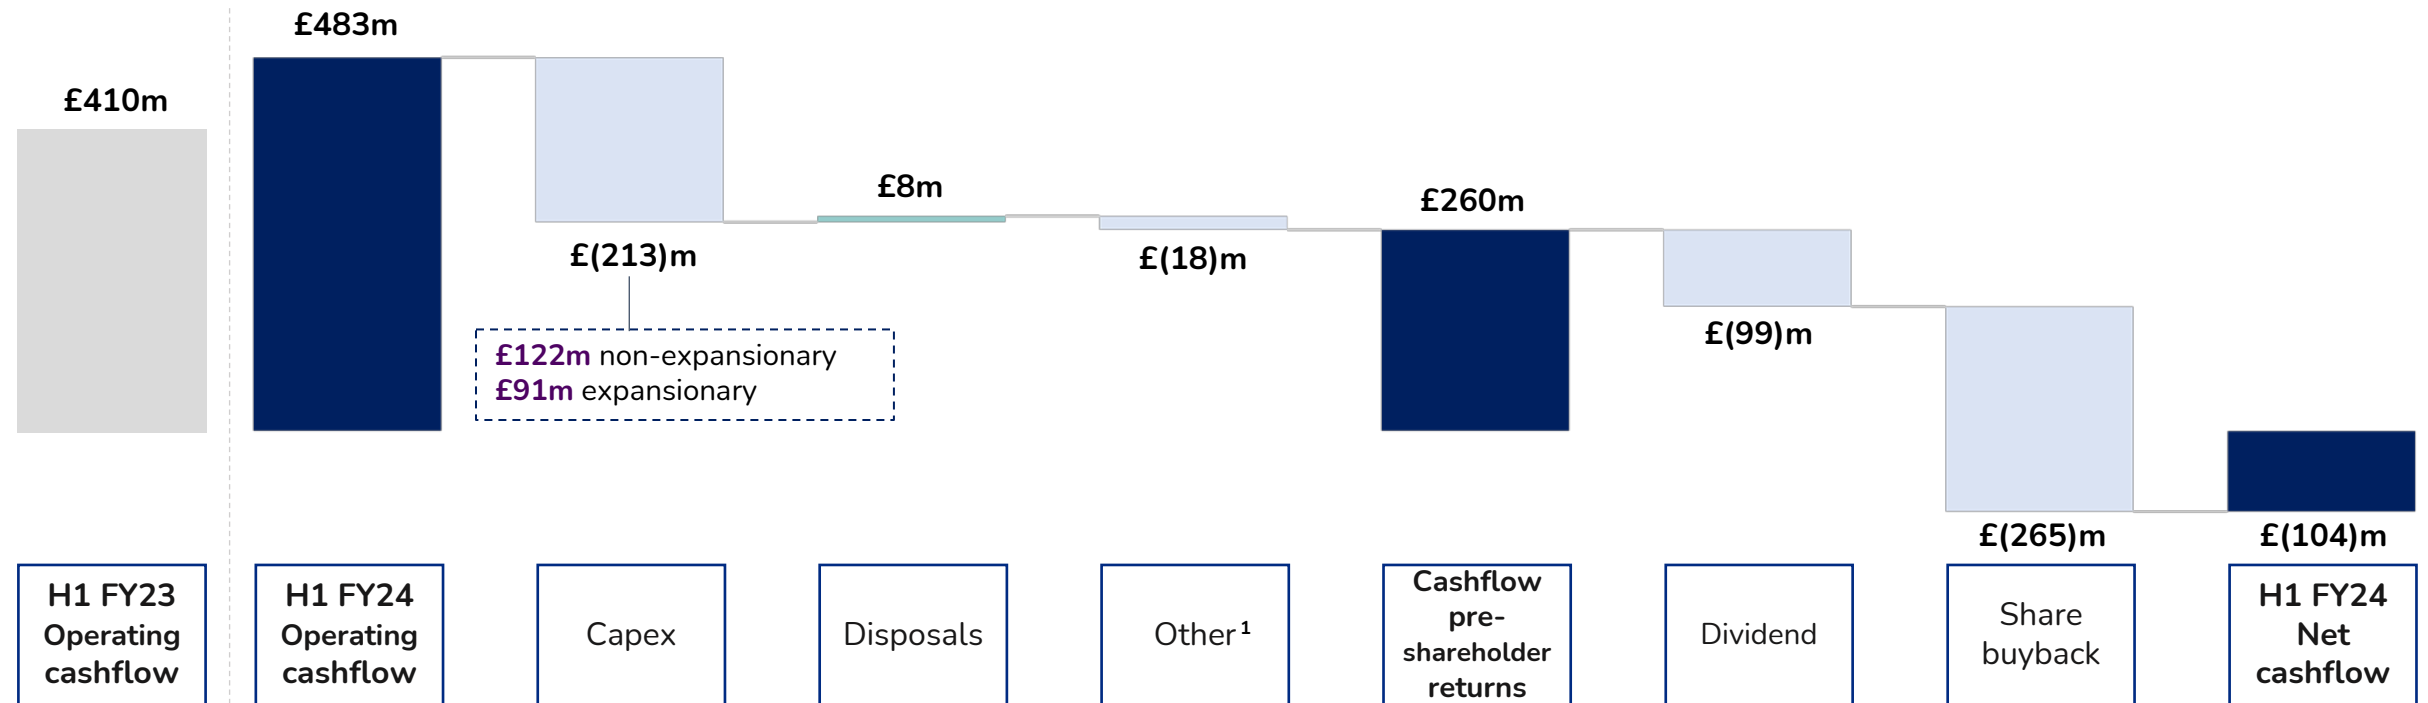 £483m
£410m
£8m
£260m
£(213)m
£(18)m
£(99)m
£122m non-expansionary
£91m expansionary
£(265)m
£(104)m
H1 FY23
Operating
cashflow
H1 FY24
Operating
cashflow
Capex
Disposals
Other¹
Cashflow
pre-
shareholder
returns
Dividend
Share
buyback
H1 FY24
Net
cashflow